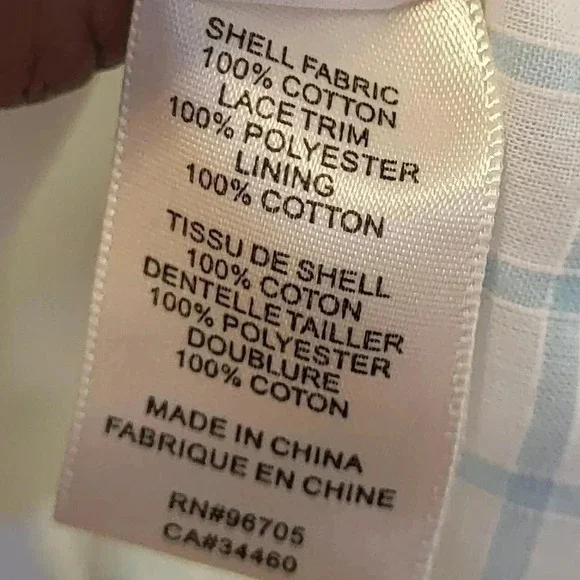 SHELL FABRIC
100% COTTON
LACE TRIM
100% POLYESTER
LINING
100% COTTON
TISSU DE SHELL
100% COTON
DENTELLE TAILLER
100% POLYESTER
DOUBLURE
100% COTON
MADE IN CHINA
FABRIQUE EN CHINE
RN#96705
CA#34460